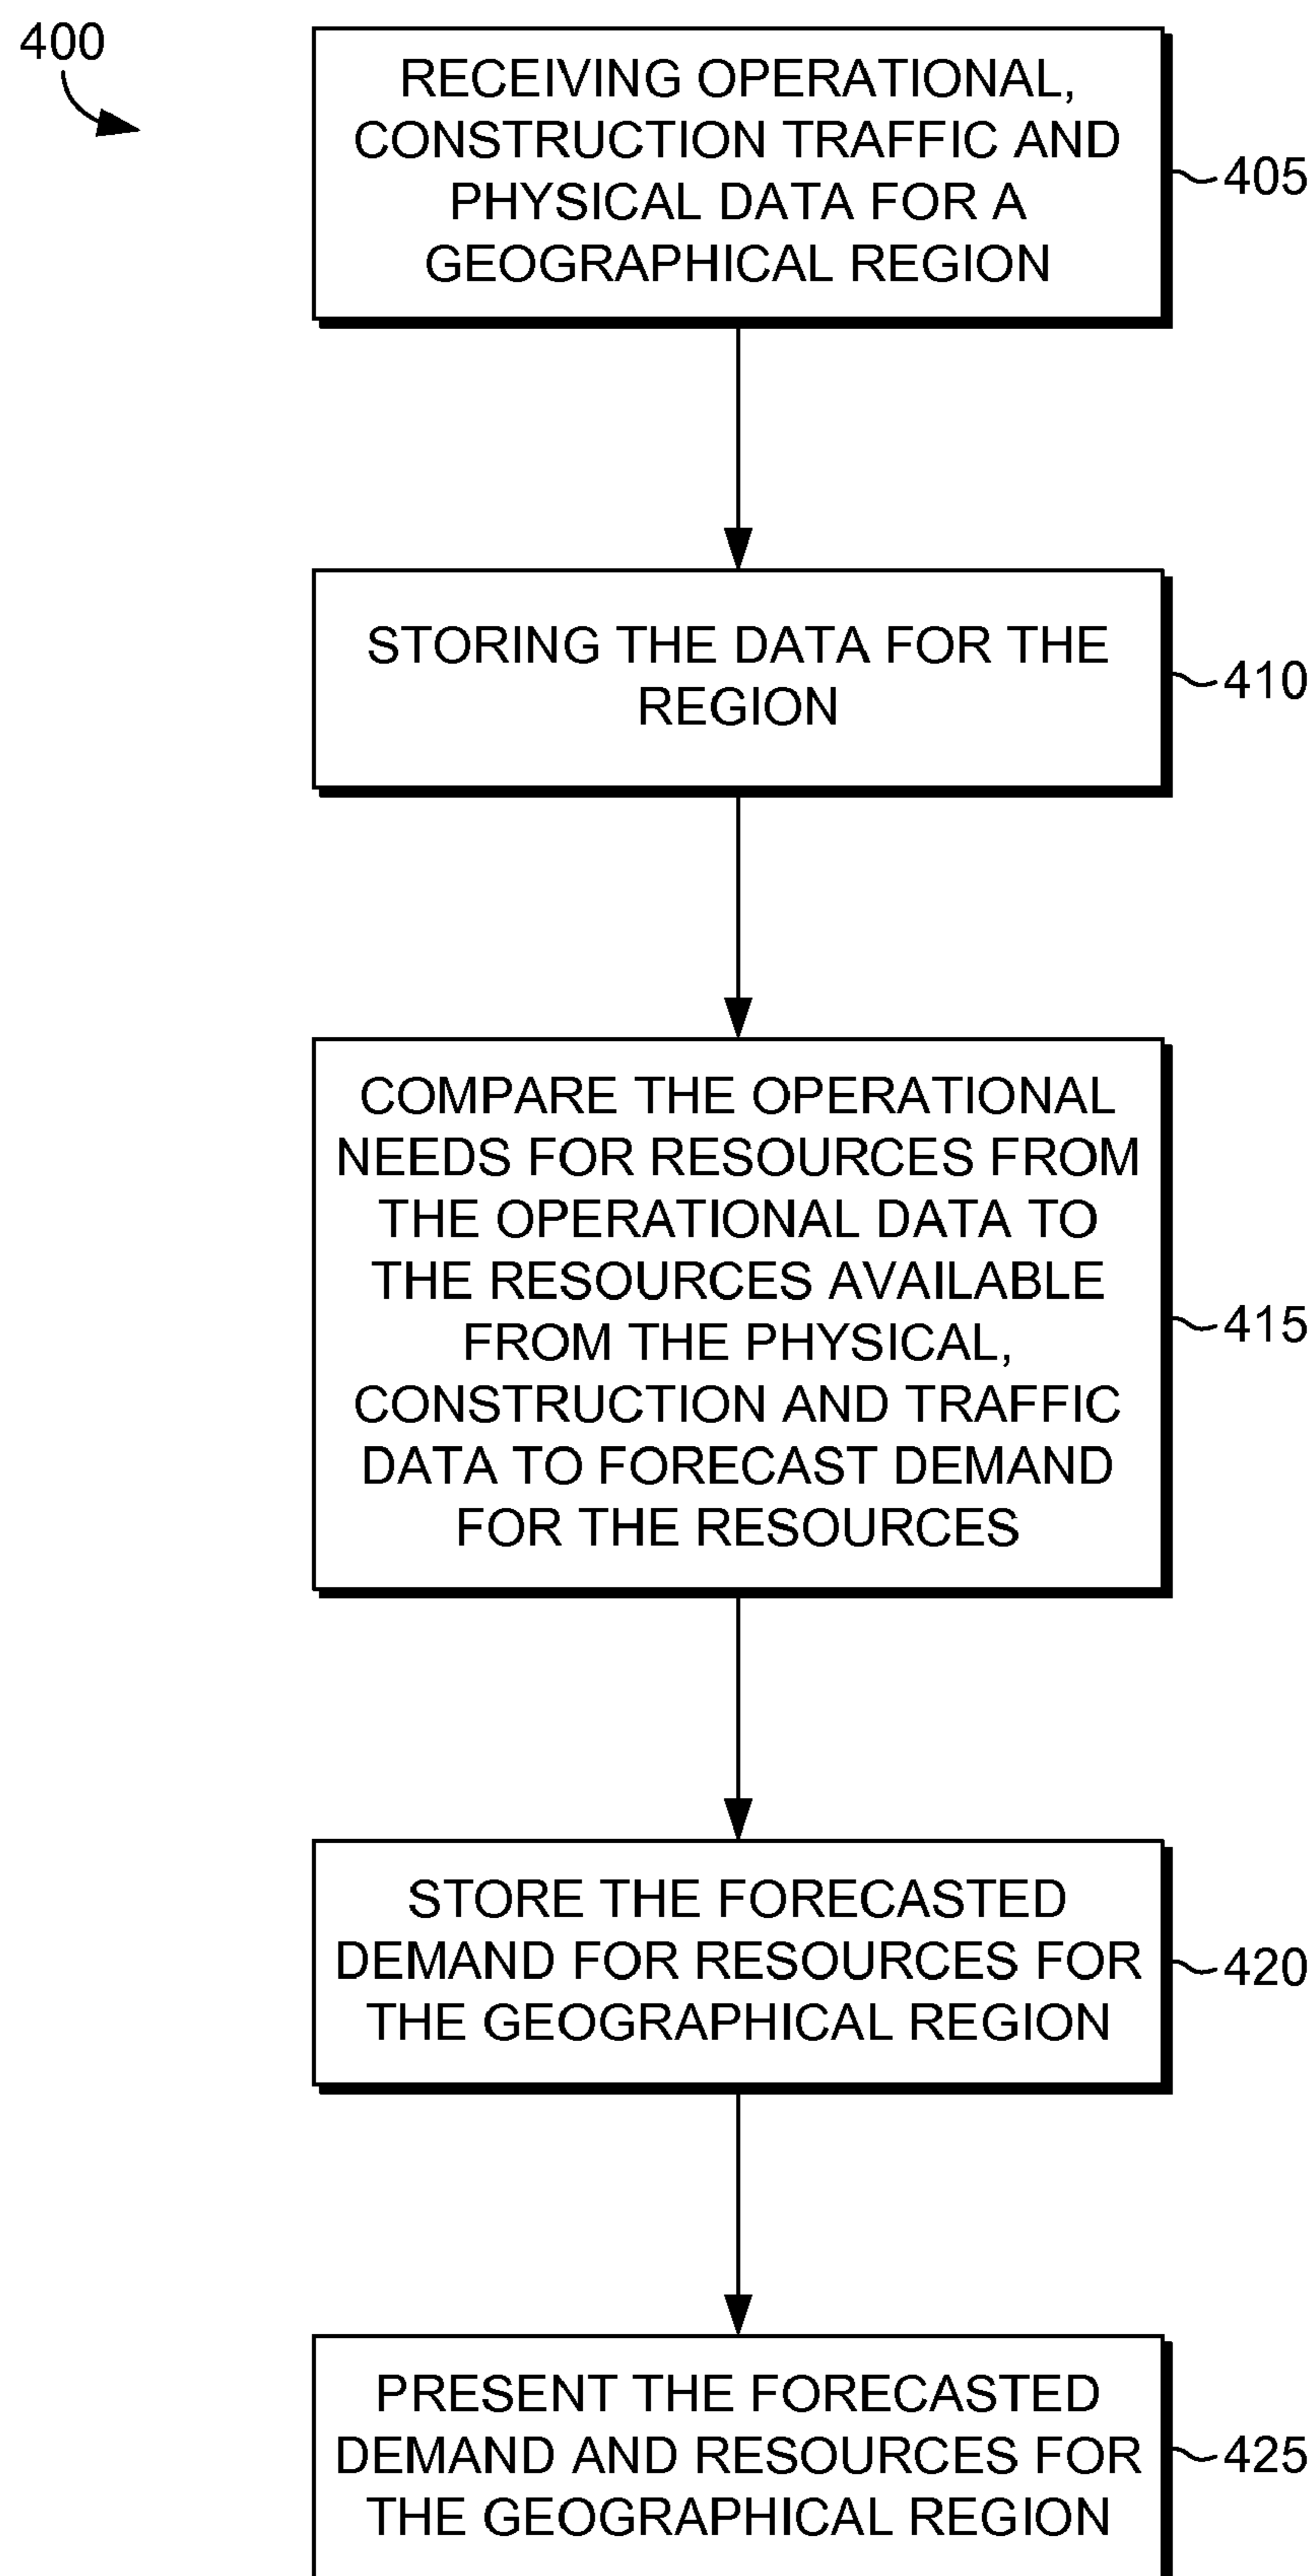 400
RECEIVING OPERATIONAL,
CONSTRUCTION TRAFFIC AND
PHYSICAL DATA FOR A
GEOGRAPHICAL REGION
405
STORING THE DATA FOR THE
REGION
410
COMPARE THE OPERATIONAL
NEEDS FOR RESOURCES FROM
THE OPERATIONAL DATA TO
THE RESOURCES AVAILABLE
FROM THE PHYSICAL,
CONSTRUCTION AND TRAFFIC
DATA TO FORECAST DEMAND
FOR THE RESOURCES
415
STORE THE FORECASTED
DEMAND FOR RESOURCES FOR
THE GEOGRAPHICAL REGION
420
PRESENT THE FORECASTED
DEMAND AND RESOURCES FOR
THE GEOGRAPHICAL REGION
425